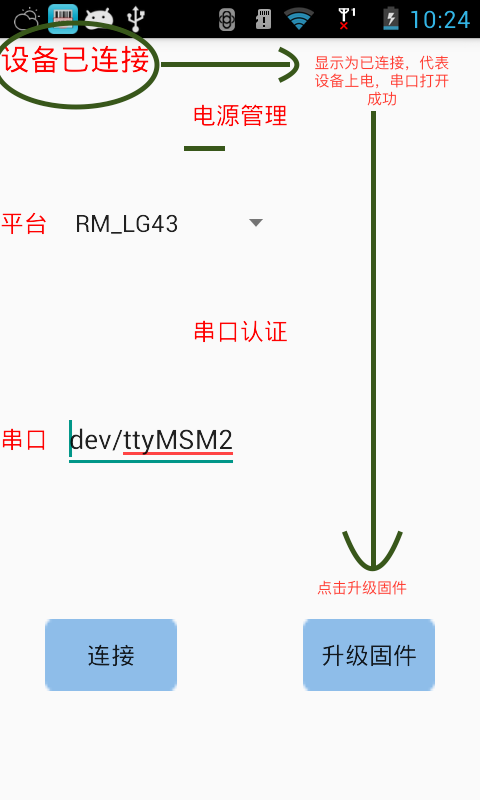 10:24
设备已连接
显示为已连接，代表
设备上电，串口打开
成功
电源管理
平台 RM_LG43
串口认证
串口 dev/ttyMSM2
点击升级固件
连接 升级固件